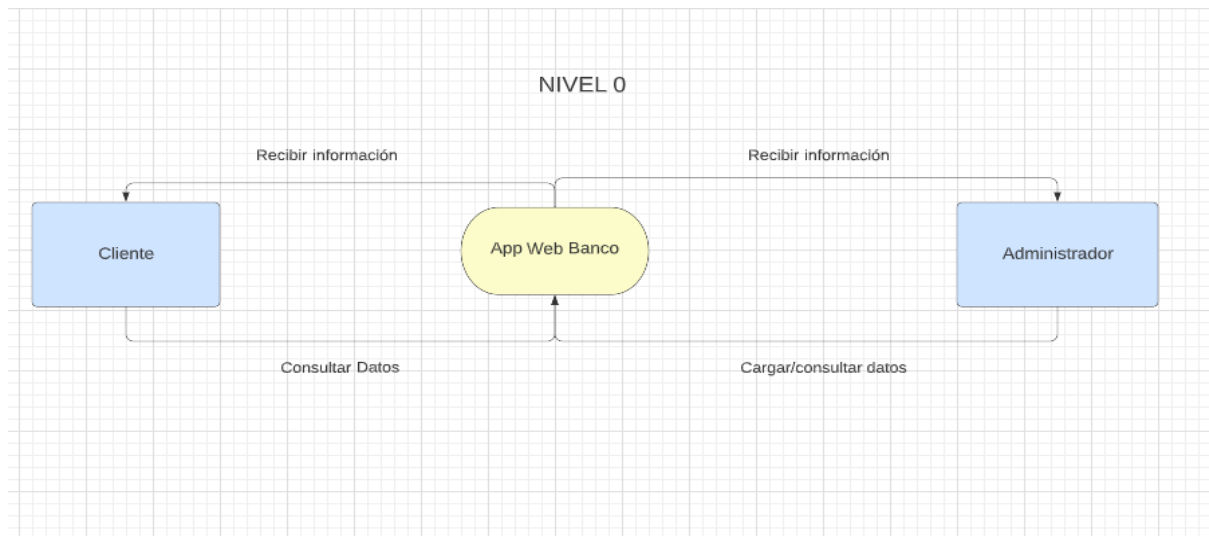 NIVEL 0
Recibir información
Recibir información
Cliente
App Web Banco
Administrador
Consultar Datos
Cargar/consultar datos